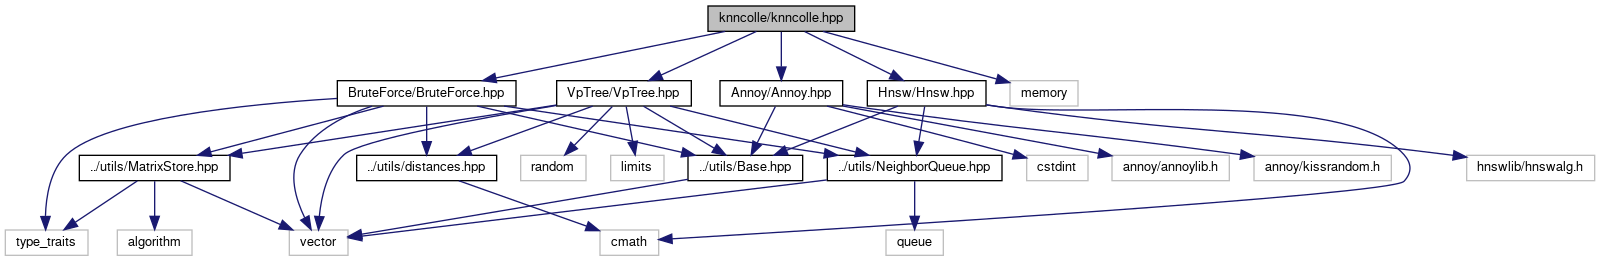 knncolle/knncolle.hpp
BruteForce/BruteForce.hpp
VpTree/VpTree.hpp
Annoy/Annoy.hpp
Hnsw/Hnsw.hpp
memory
../utils/MatrixStore.hpp
../utils/distances.hpp
random
limits
../utils/Base.hpp
../utils/NeighborQueue.hpp
cstdint
annoy/annoylib.h
annoy/kissrandom.h
hnswlib/hnswalg.h
type_traits
algorithm
vector
cmath
queue